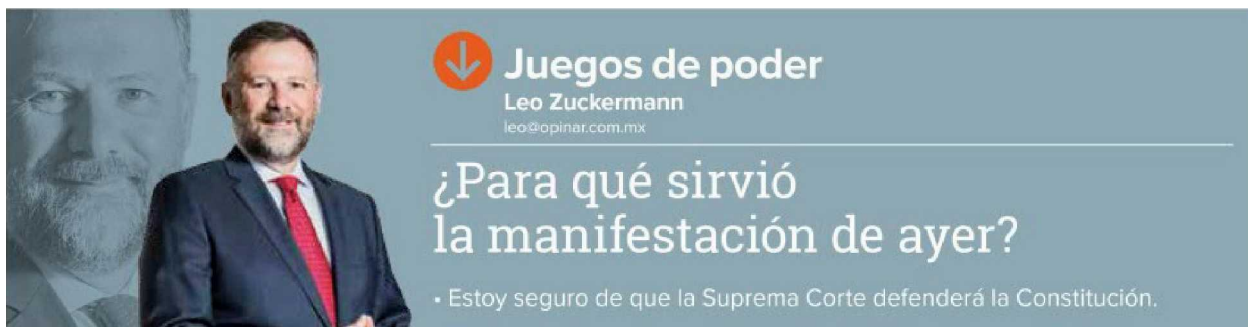 Juegos de poder
Leo Zuckermann
leo@opinar.com.mx
¿Para qué sirvió
la manifestación de ayer?
• Estoy seguro de que la Suprema Corte defenderá la Constitución.